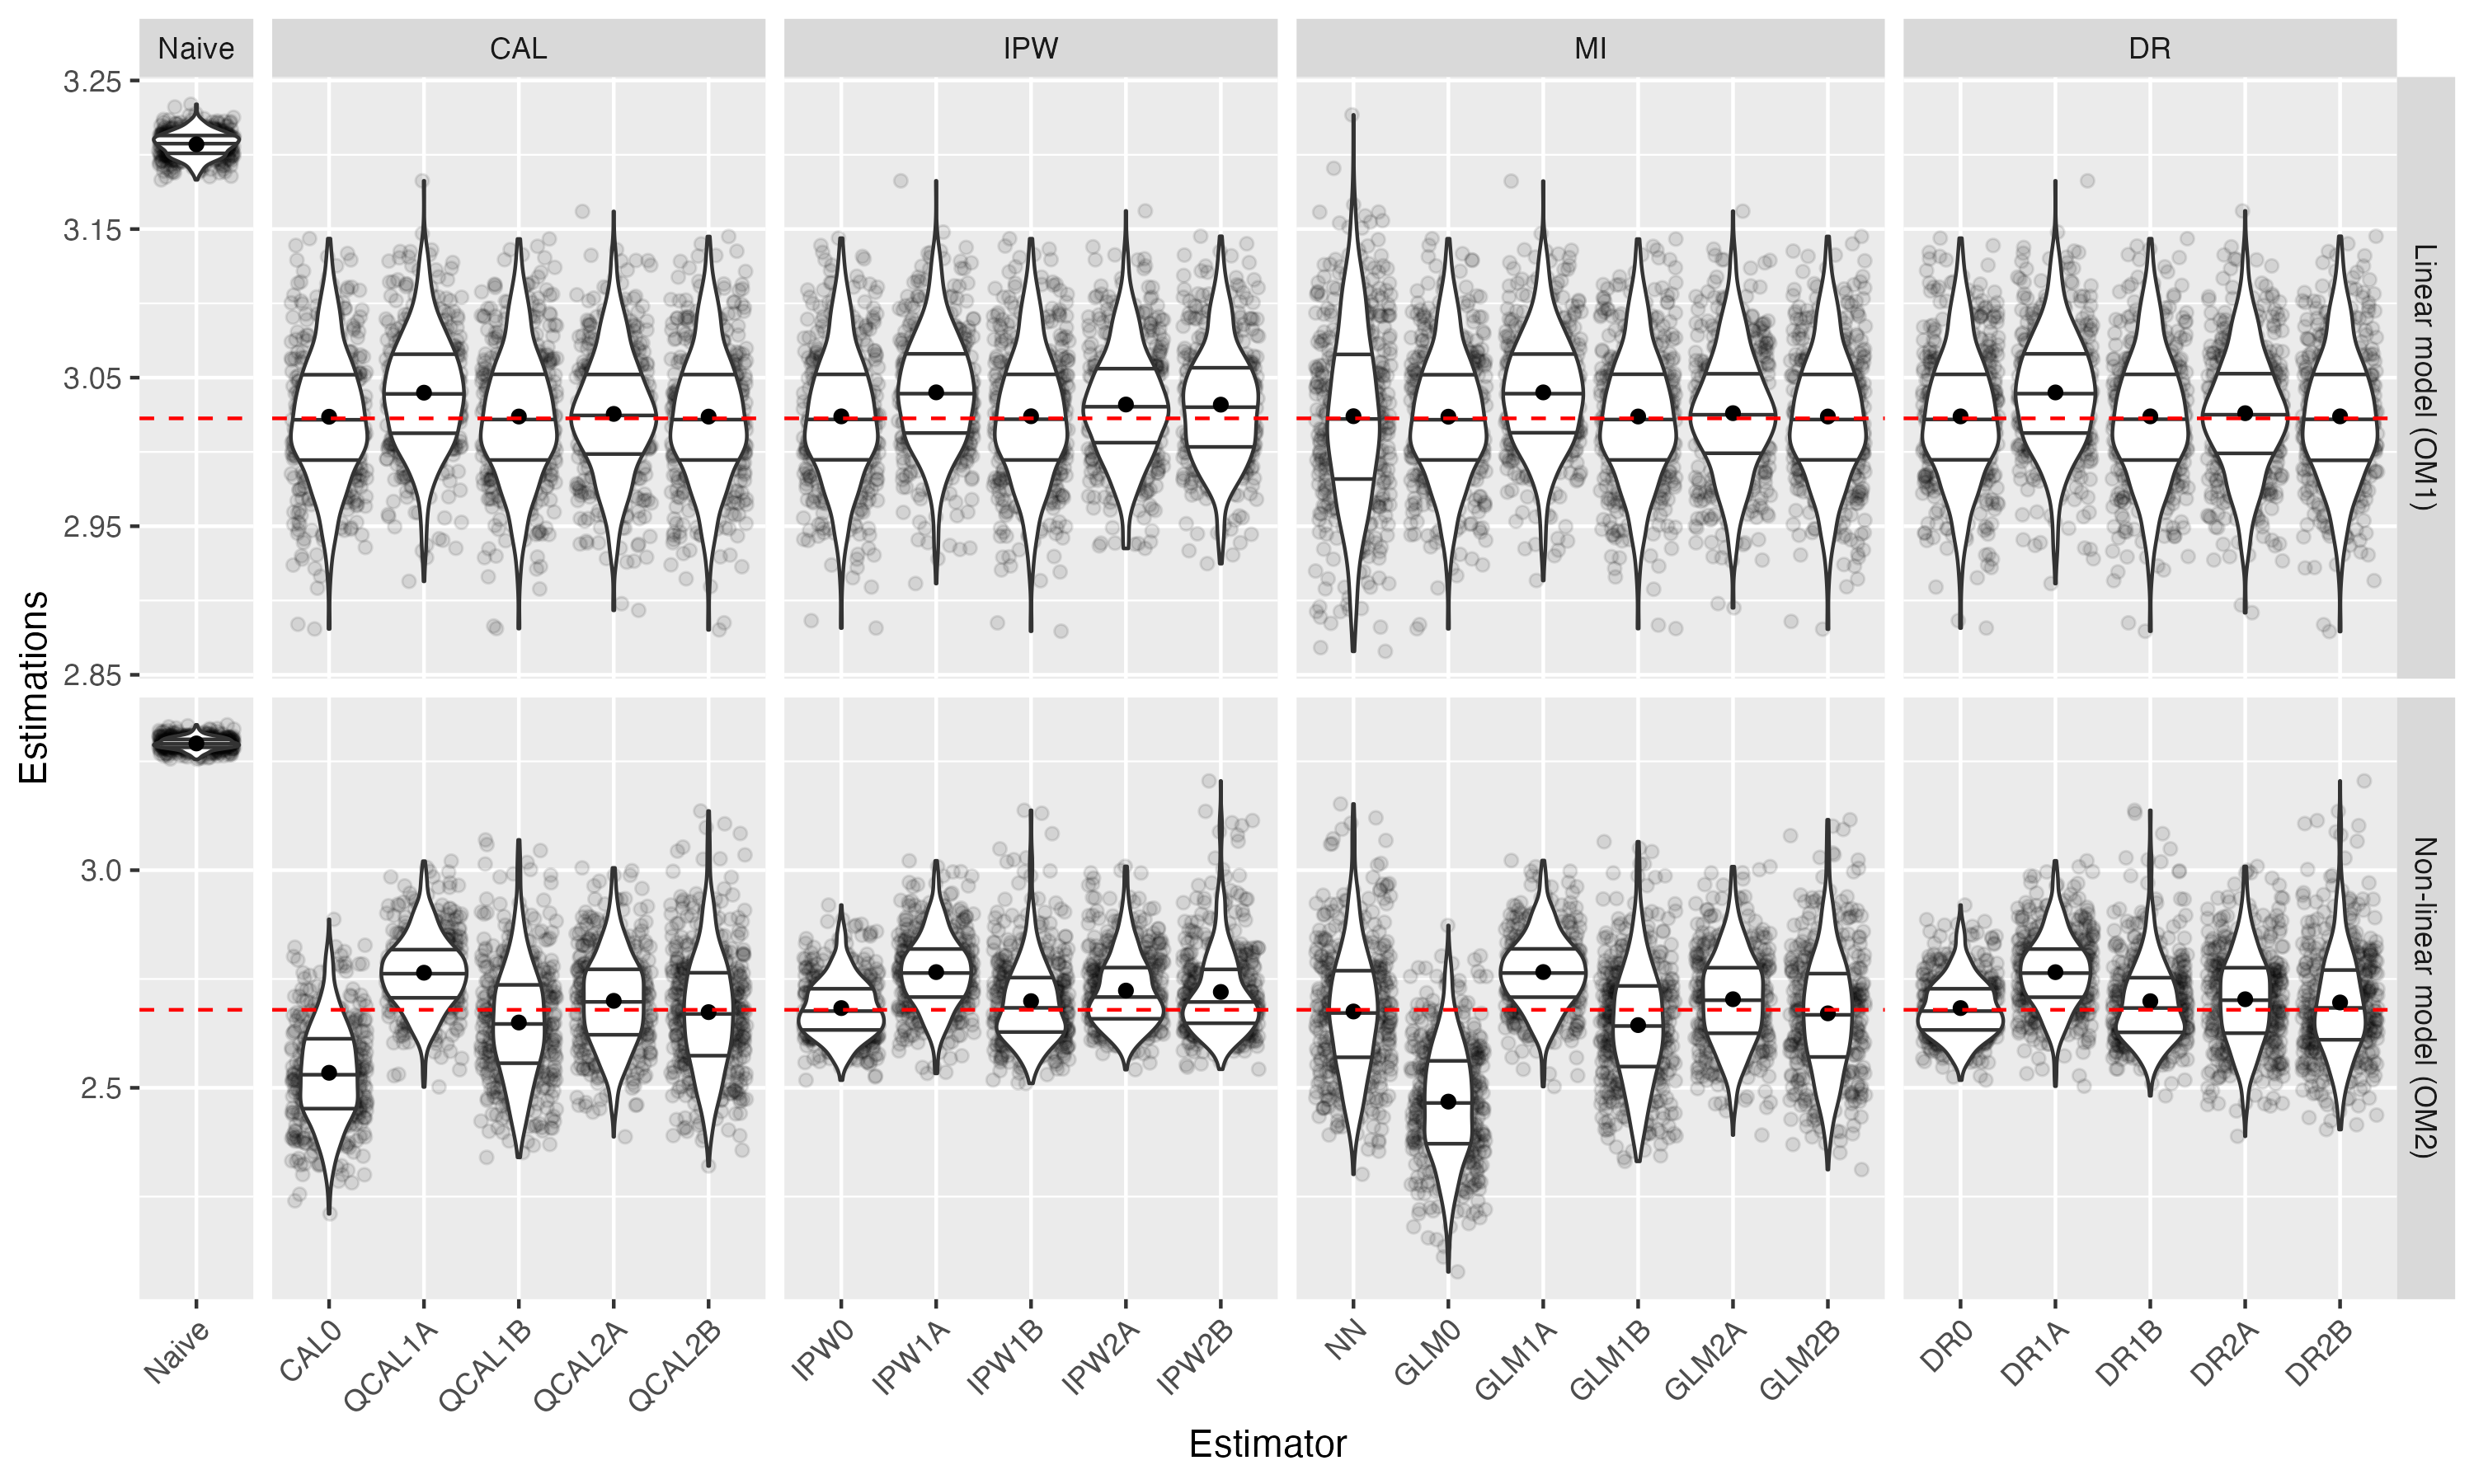 Naive
CAL
IPW
MI
DR
3.25
3.15
3.05
2.95
2.85
Linear model (OM1)
Estimations
3.0
2.5
Non-linear model (OM2)
Naive
CAL0
QCAL1A
QCAL1B
QCAL2A
QCAL2B
IPW0
IPW1A
IPW1B
IPW2A
IPW2B
NN
GLM0
GLM1A
GLM1B
GLM2A
GLM2B
DR0
DR1A
DR1B
DR2A
DR2B
Estimator